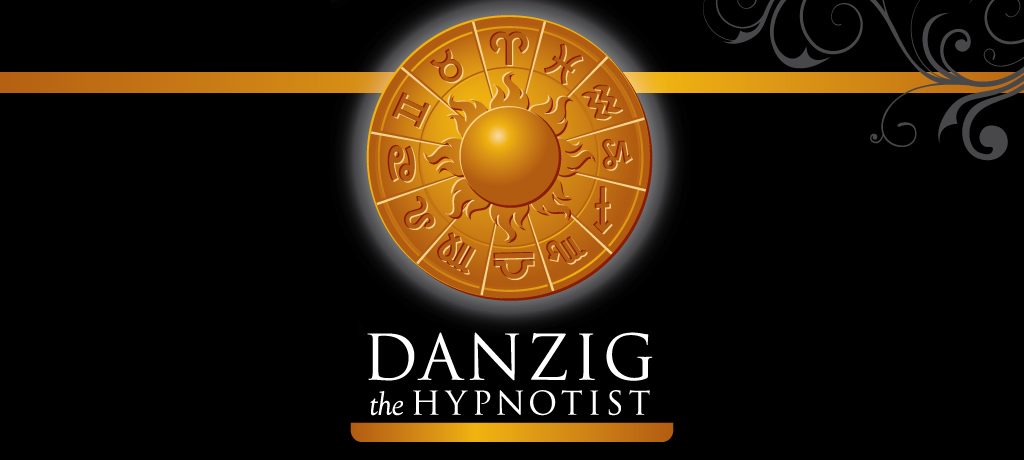 DANZIG
the HYPNOTIST